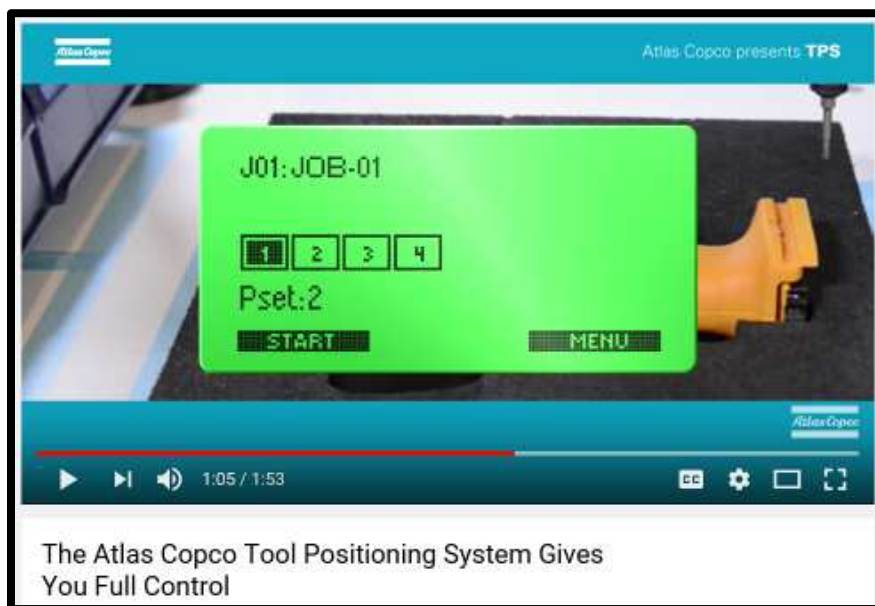 Atlas Copco
Atlas Copco presents TPS
J01:JOB-01
1 2 3 4
Pset:2
START MENU
Atlas Copco
1:05 / 1:53
CC
The Atlas Copco Tool Positioning System Gives
You Full Control